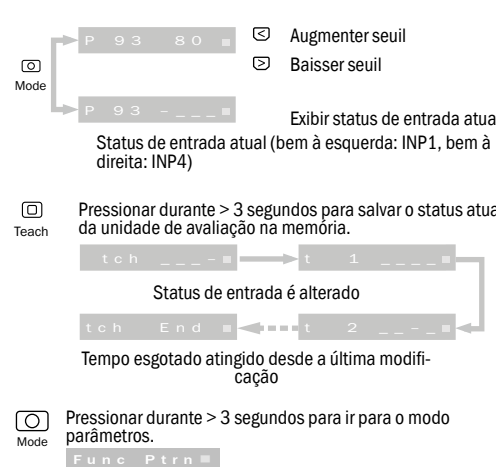 P 93 80
Augmenter seuil
Baisser seuil
Mode
P 93 - _ _ _
Exibir status de entrada atua
Status de entrada atual (bem à esquerda: INP1, bem à
direita: INP4)
Teach
Pressionar durante > 3 segundos para salvar o status atua
da unidade de avaliação na memória.
tch _ _ _ -
t 1 _ _ _ _
Status de entrada é alterado
tch End
t 2 _ _ - _
Tempo esgotado atingido desde a última modifi-
cação
Mode
Pressionar durante > 3 segundos para ir para o modo
parâmetros.
Func Ptrn